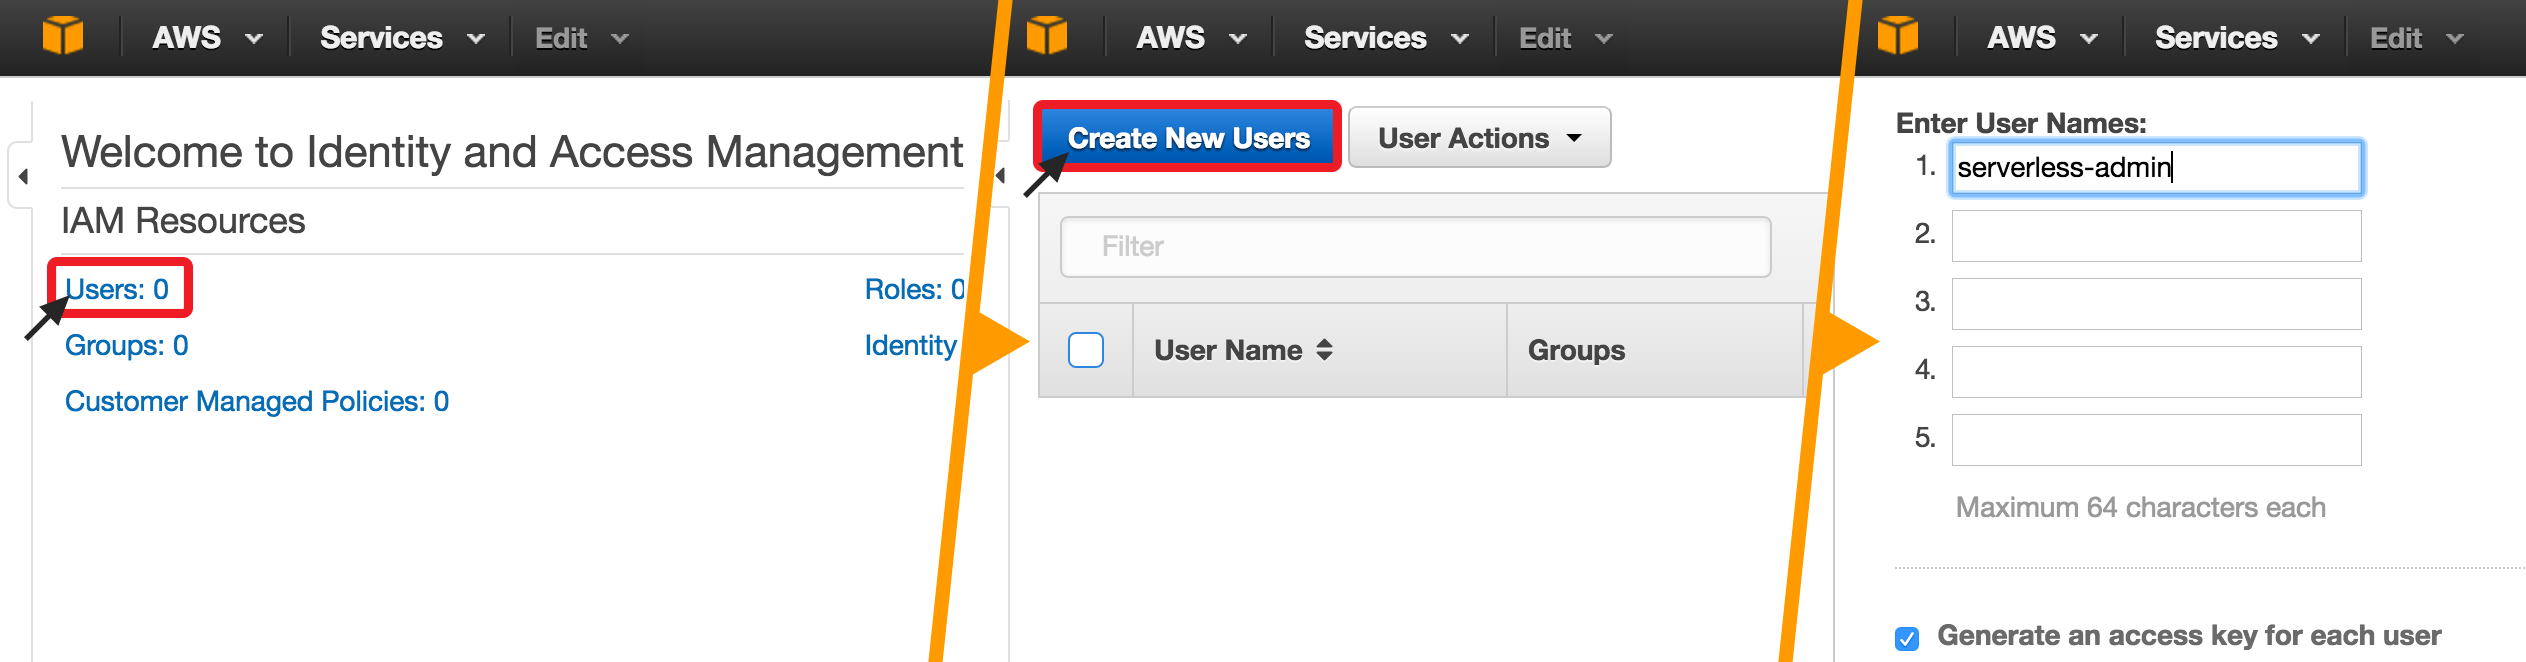 AWS Services Edit
Welcome to Identity and Access Management
IAM Resources
Users: 0
Roles: 0
Groups: 0
Identity
Customer Managed Policies: 0
AWS Services Edit
Create New Users User Actions
Filter
User Name Groups
AWS Services Edit
Enter User Names:
1. serverless-admin
2.
3.
4.
5.
Maximum 64 characters each
Generate an access key for each user